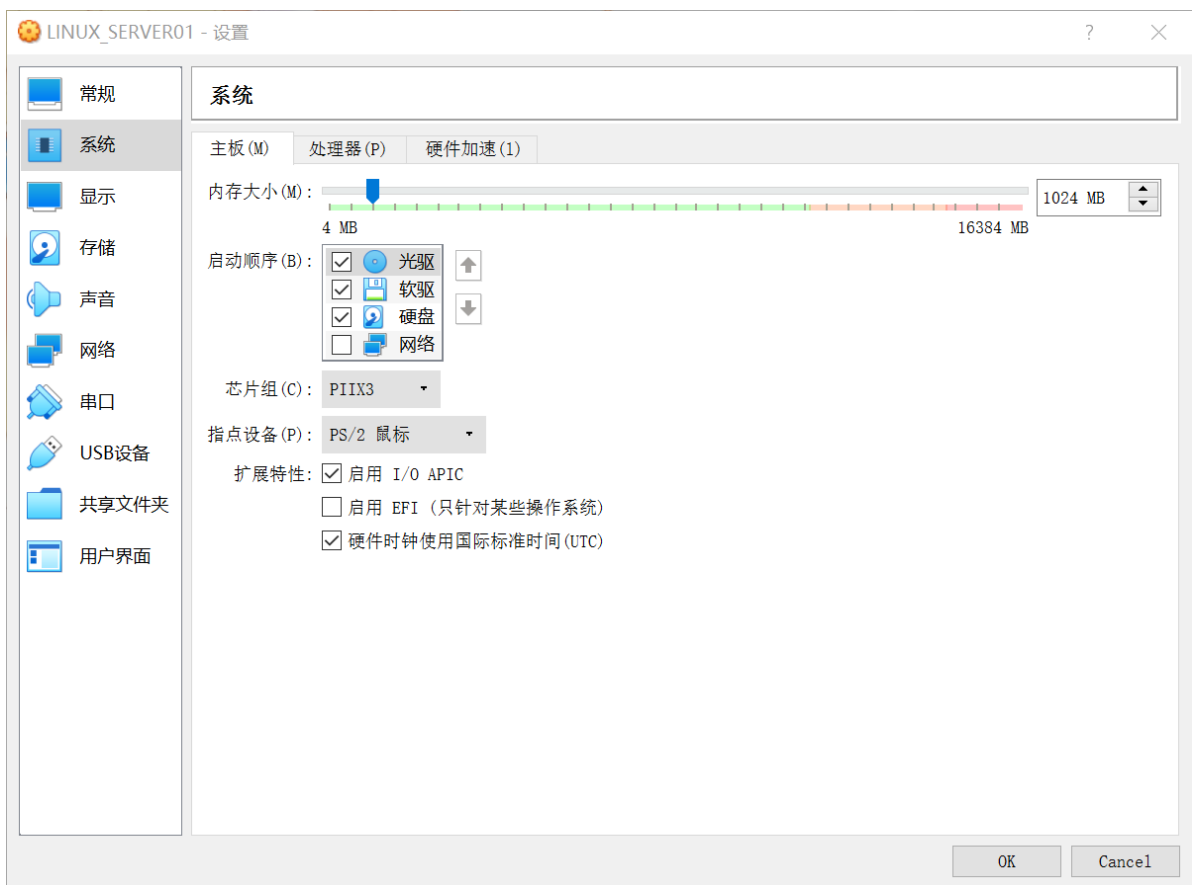 LINUX_SERVER01 - 设置
?
常规
系统
显示
存储
声音
网络
串口
USB设备
共享文件夹
用户界面
系统
主板(M) 处理器(P) 硬件加速(1)
内存大小(M): 1024 MB
4 MB 16384 MB
启动顺序(B): 光驱
软驱
硬盘
网络
芯片组(C): PIIX3
指点设备(P): PS/2 鼠标
扩展特性: 启用 I/O APIC
启用 EFI (只针对某些操作系统)
硬件时钟使用国际标准时间(UTC)
OK Cancel